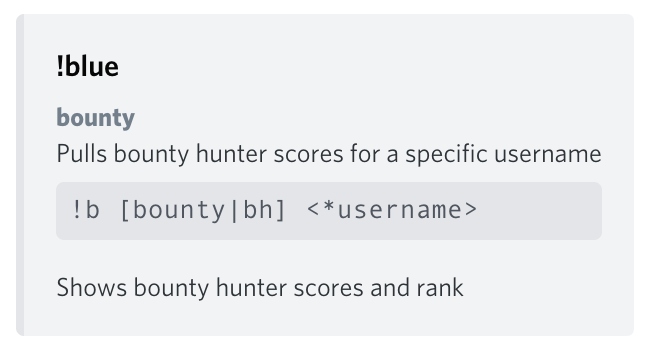 !blue
bounty
Pulls bounty hunter scores for a specific username
!b [bounty|bh] <*username>
Shows bounty hunter scores and rank